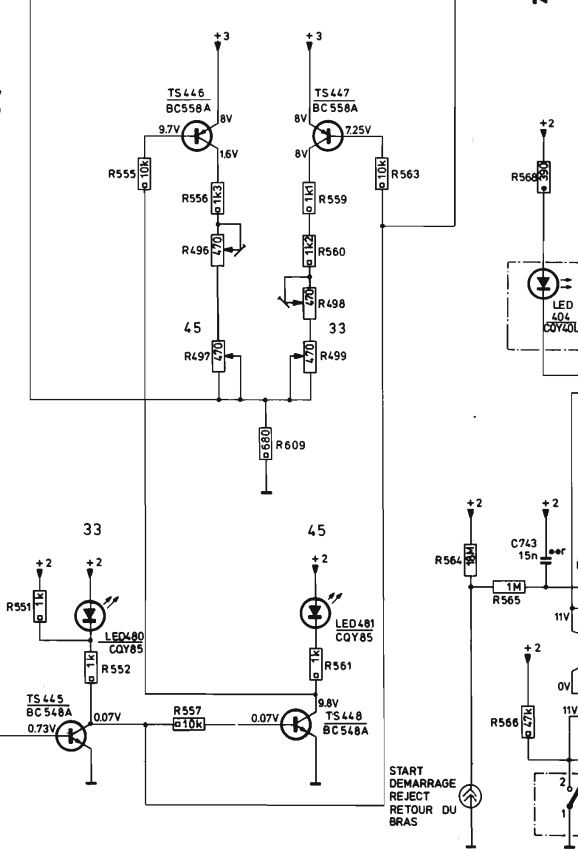 +3
+3
TS446
BC558A
TS447
BC558A
8V
8V
9.7V
7.25V
1.6V
8V
R555
10k
10k
R563
R556
1k3
1k1
R559
R496
470
1k2
R560
470
R498
45
33
R497
470
470
R499
680
R609
+2
R568
390
LED
404
CQY40L
33
45
+2
+2
+2
R551
1k
LED480
CQY85
1k
R552
LED481
CQY85
1k
R561
TS445
BC548A
0.73V
0.07V
R557
10k
0.07V
9.8V
TS448
BC548A
+2
+2
R564
18M
C743
15n
1M
R565
11V
+2
0V
R566
47k
11V
2
1
START
DEMARRAGE
REJECT
RETOUR DU
BRAS